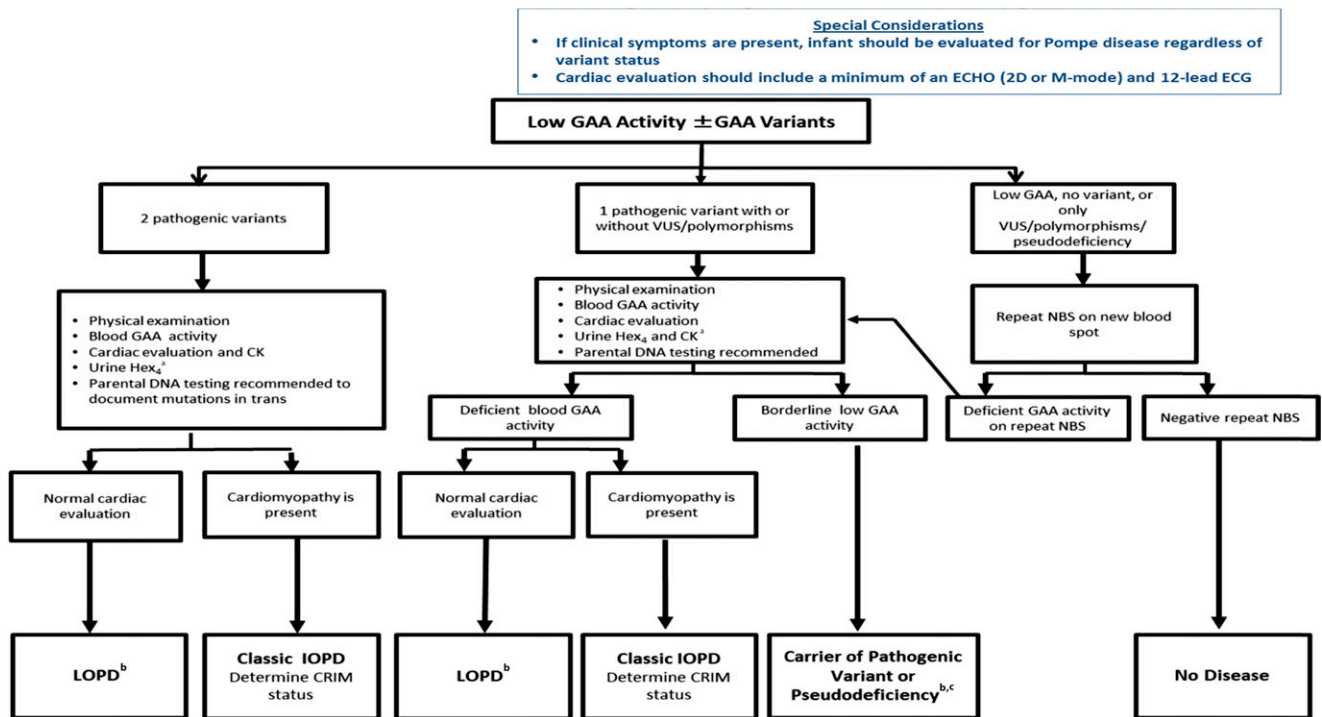 Special Considerations
• If clinical symptoms are present, infant should be evaluated for Pompe disease regardless of
variant status
• Cardiac evaluation should include a minimum of an ECHO (2D or M-mode) and 12-lead ECG
Low GAA Activity ±GAA Variants
2 pathogenic variants
1 pathogenic variant with or
without VUS/polymorphisms
Low GAA, no variant, or
only
VUS/polymorphisms/
pseudodeficiency
• Physical examination
• Blood GAA activity
• Cardiac evaluation and CK
• Urine Hex₄ᵃ
• Parental DNA testing recommended to
document mutations in trans
• Physical examination
• Blood GAA activity
• Cardiac evaluation
• Urine Hex₄ and CKᵃ
• Parental DNA testing recommended
Repeat NBS on new blood
spot
Deficient blood GAA
activity
Borderline low GAA
activity
Deficient GAA activity
on repeat NBS
Negative repeat NBS
Normal cardiac
evaluation
Cardiomyopathy is
present
Normal cardiac
evaluation
Cardiomyopathy is
present
LOPDᵇ
Classic IOPD
Determine CRIM
status
LOPDᵇ
Classic IOPD
Determine CRIM
status
Carrier of Pathogenic
Variant or
Pseudodeficiencyᵇ,ᶜ
No Disease